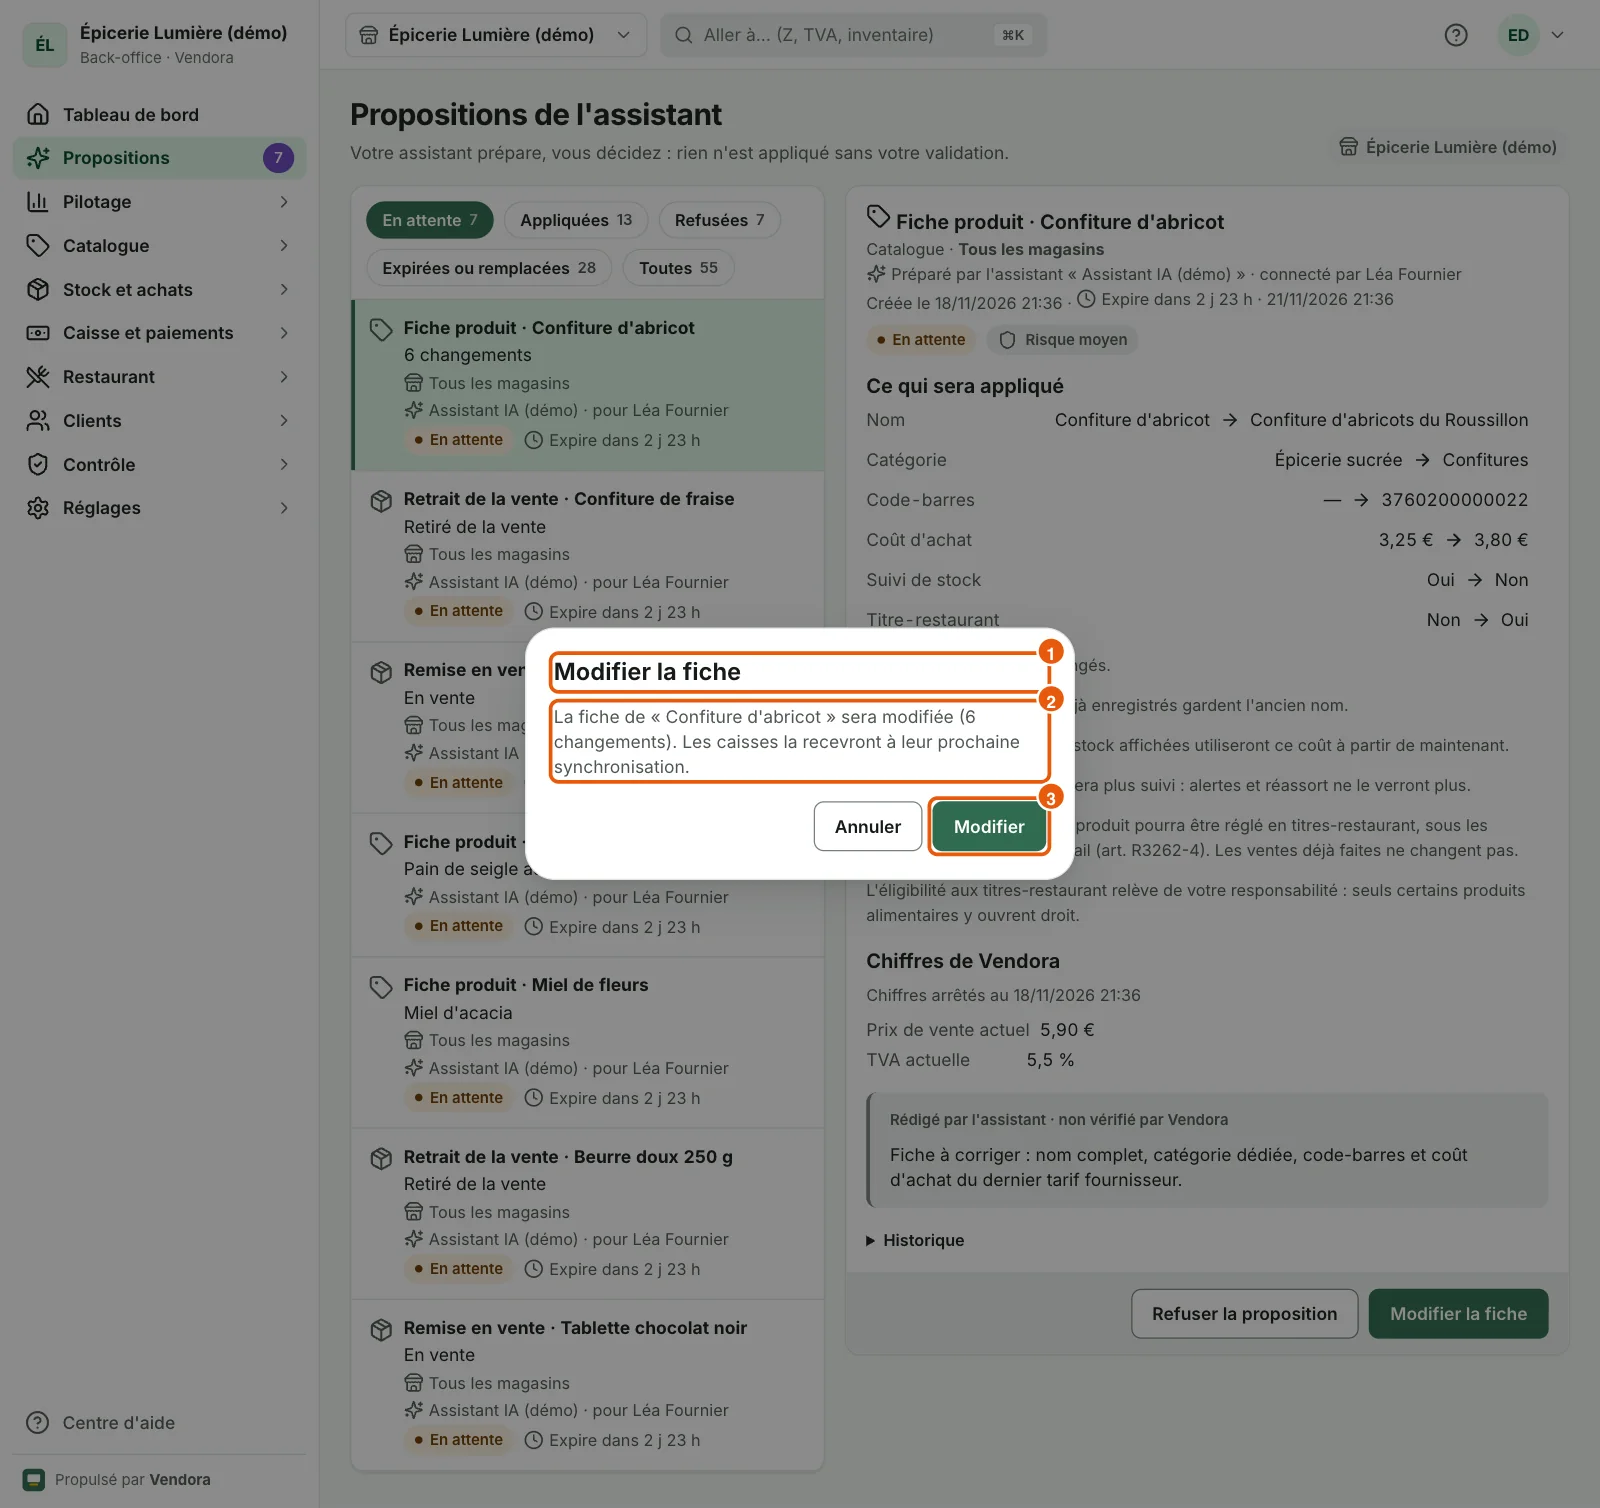 ÉL
Épicerie Lumière (démo)
Back-office · Vendora
Tableau de bord
Propositions 7
Pilotage
Catalogue
Stock et achats
Caisse et paiements
Restaurant
Clients
Contrôle
Réglages
Centre d'aide
Propulsé par Vendora
Épicerie Lumière (démo)
Aller à... (Z, TVA, inventaire) ⌘K
ED
Propositions de l'assistant
Votre assistant prépare, vous décidez : rien n'est appliqué sans votre validation.
Épicerie Lumière (démo)
En attente 7 Appliquées 13 Refusées 7
Expirées ou remplacées 28 Toutes 55
Fiche produit · Confiture d'abricot
6 changements
Tous les magasins
Assistant IA (démo) · pour Léa Fournier
En attente Expire dans 2 j 23 h
Retrait de la vente · Confiture de fraise
Retiré de la vente
Tous les magasins
Assistant IA (démo) · pour Léa Fournier
En attente Expire dans 2 j 23 h
Remise en ven
En vente
Tous les mag
Assistant IA
En attente
Fiche produit ·
Pain de seigle a
Assistant IA (démo) · pour Léa Fournier
En attente Expire dans 2 j 23 h
Fiche produit · Miel de fleurs
Miel d'acacia
Tous les magasins
Assistant IA (démo) · pour Léa Fournier
En attente Expire dans 2 j 23 h
Retrait de la vente · Beurre doux 250 g
Retiré de la vente
Tous les magasins
Assistant IA (démo) · pour Léa Fournier
En attente Expire dans 2 j 23 h
Remise en vente · Tablette chocolat noir
En vente
Tous les magasins
Assistant IA (démo) · pour Léa Fournier
En attente Expire dans 2 j 23 h
Fiche produit · Confiture d'abricot
Catalogue · Tous les magasins
Préparé par l'assistant « Assistant IA (démo) » · connecté par Léa Fournier
Créée le 18/11/2026 21:36 · Expire dans 2 j 23 h · 21/11/2026 21:36
En attente Risque moyen
Ce qui sera appliqué
Nom Confiture d'abricot → Confiture d'abricots du Roussillon
Catégorie Épicerie sucrée → Confitures
Code-barres — → 3760200000022
Coût d'achat 3,25 € → 3,80 €
Suivi de stock Oui → Non
Titre-restaurant Non → Oui
ngés.
jà enregistrés gardent l'ancien nom.
stock affichées utiliseront ce coût à partir de maintenant.
era plus suivi : alertes et réassort ne le verront plus.
produit pourra être réglé en titres-restaurant, sous les
ail (art. R3262-4). Les ventes déjà faites ne changent pas.
L'éligibilité aux titres-restaurant relève de votre responsabilité : seuls certains produits
alimentaires y ouvrent droit.
Chiffres de Vendora
Chiffres arrêtés au 18/11/2026 21:36
Prix de vente actuel 5,90 €
TVA actuelle 5,5 %
Rédigé par l'assistant · non vérifié par Vendora
Fiche à corriger : nom complet, catégorie dédiée, code-barres et coût
d'achat du dernier tarif fournisseur.
Historique
Refuser la proposition Modifier la fiche
1
Modifier la fiche
2
La fiche de « Confiture d'abricot » sera modifiée (6
changements). Les caisses la recevront à leur prochaine
synchronisation.
3
Annuler Modifier